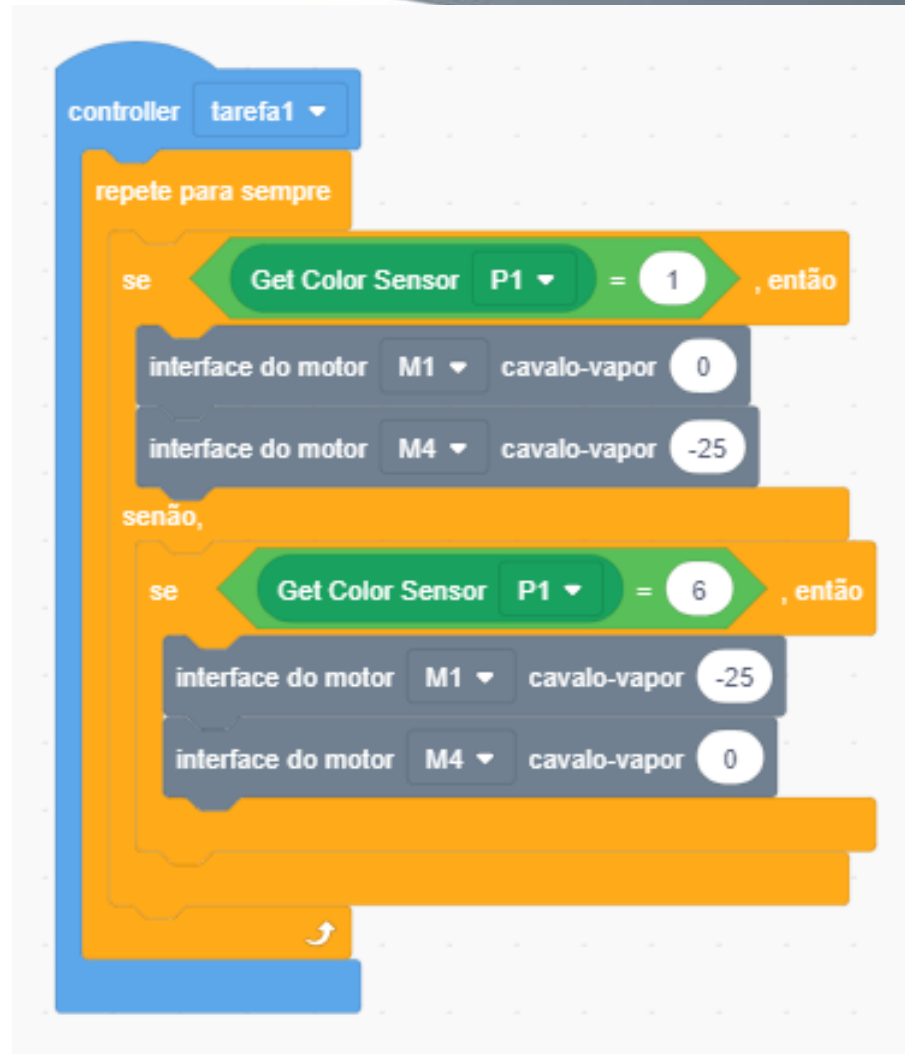 controller tarefa1
repete para sempre
se Get Color Sensor P1 = 1 , então
interface do motor M1 cavalo-vapor 0
interface do motor M4 cavalo-vapor -25
senão,
se Get Color Sensor P1 = 6 , então
interface do motor M1 cavalo-vapor -25
interface do motor M4 cavalo-vapor 0